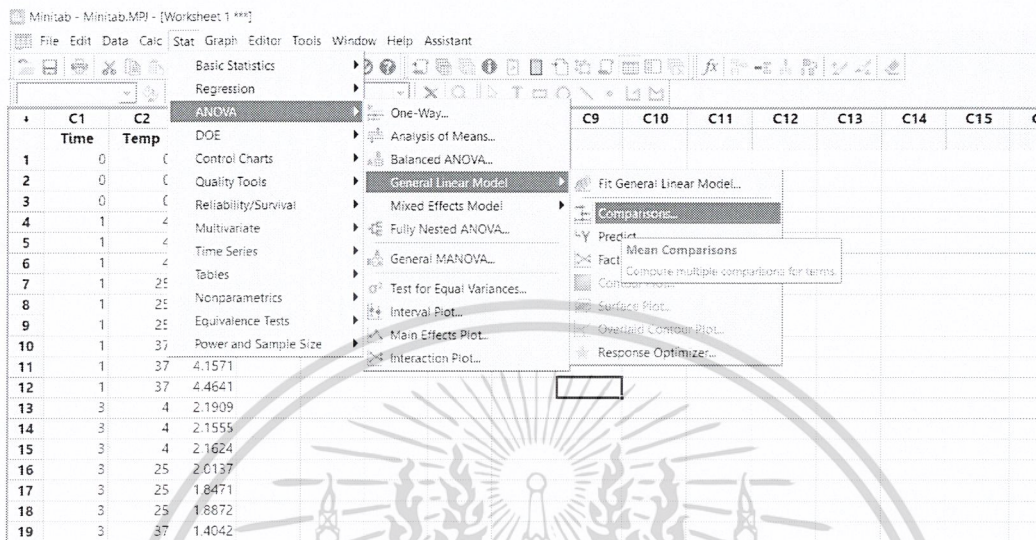 Minitab - Minitab.MPJ - [Worksheet 1 ***]
File Edit Data Calc Stat Graph Editor Tools Window Help Assistant
Basic Statistics
Regression
ANOVA
DOE
Control Charts
Quality Tools
Reliability/Survival
Multivariate
Time Series
Tables
Nonparametrics
Equivalence Tests
Power and Sample Size
One-Way...
Analysis of Means...
Balanced ANOVA...
General Linear Model
Mixed Effects Model
Fully Nested ANOVA...
General MANOVA...
Test for Equal Variances...
Interval Plot...
Main Effects Plot...
Interaction Plot...
Fit General Linear Model...
Comparisons...
Predict
Fact
Mean Comparisons
Compute multiple comparisons for terms
Surface Plot...
Overlaid Contour Plot...
Response Optimizer...
C1 C2 C9 C10 C11 C12 C13 C14 C15
Time Temp
1 0
2 0
3 0
4 1 4
5 1 4
6 1 4
7 1 25
8 1 25
9 1 25
10 1 37
11 1 37 4.1571
12 1 37 4.4641
13 3 4 2.1909
14 3 4 2.1555
15 3 4 2.1624
16 3 25 2.0137
17 3 25 1.8471
18 3 25 1.8872
19 3 37 1.4042